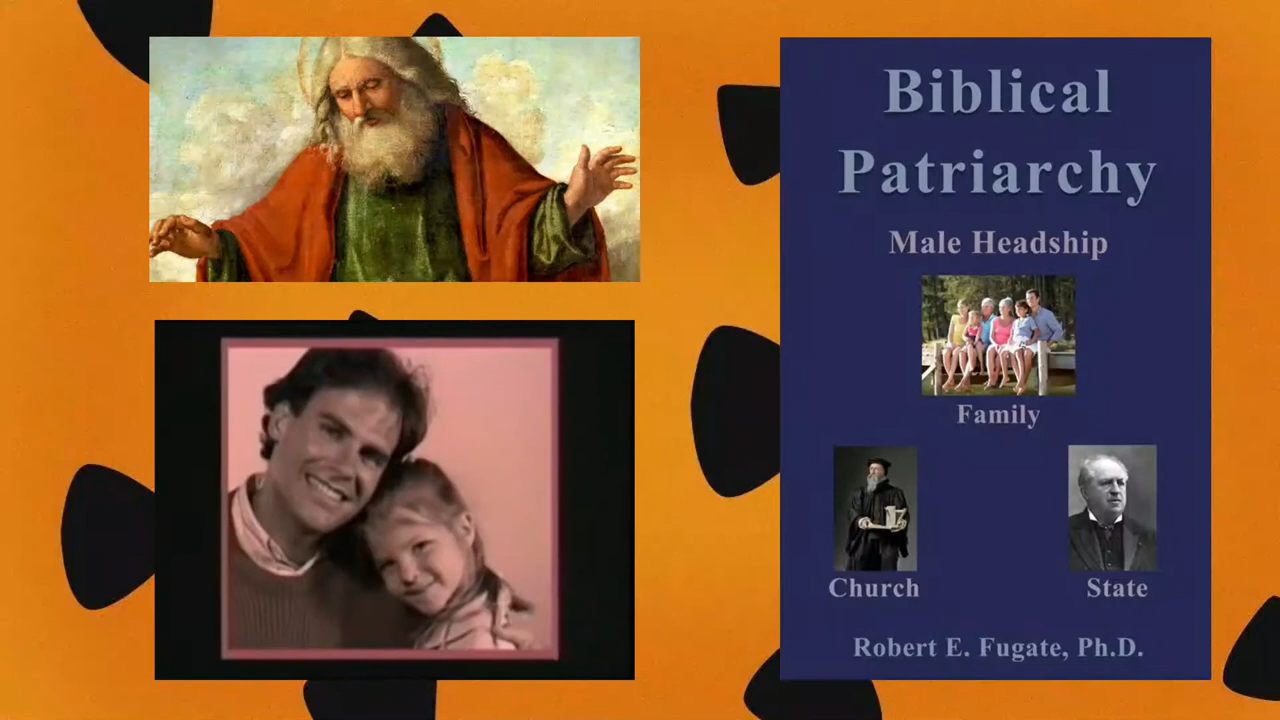 Biblical
Patriarchy
Male Headship
Family
Church
State
Robert E. Fugate, Ph.D.